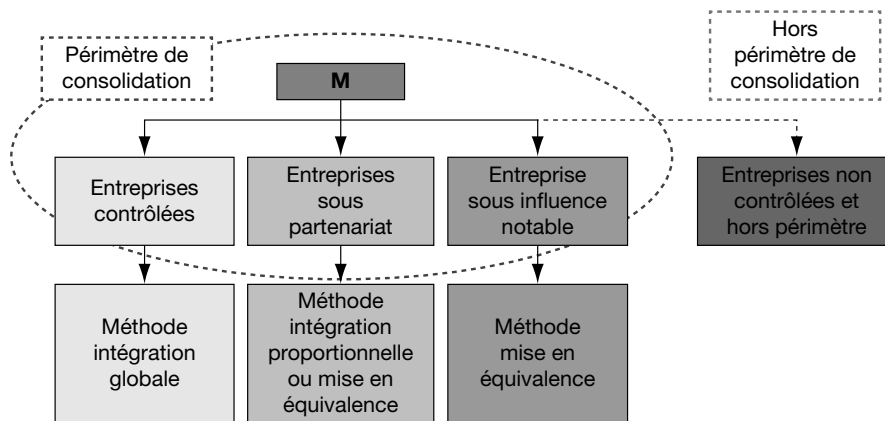 Périmètre de
consolidation
Hors
périmètre de
consolidation
M
Entreprises
contrôlées
Entreprises
sous
partenariat
Entreprise
sous influence
notable
Entreprises non
contrôlées et
hors périmètre
Méthode
intégration
globale
Méthode
intégration
proportionnelle
ou mise en
équivalence
Méthode
mise en
équivalence